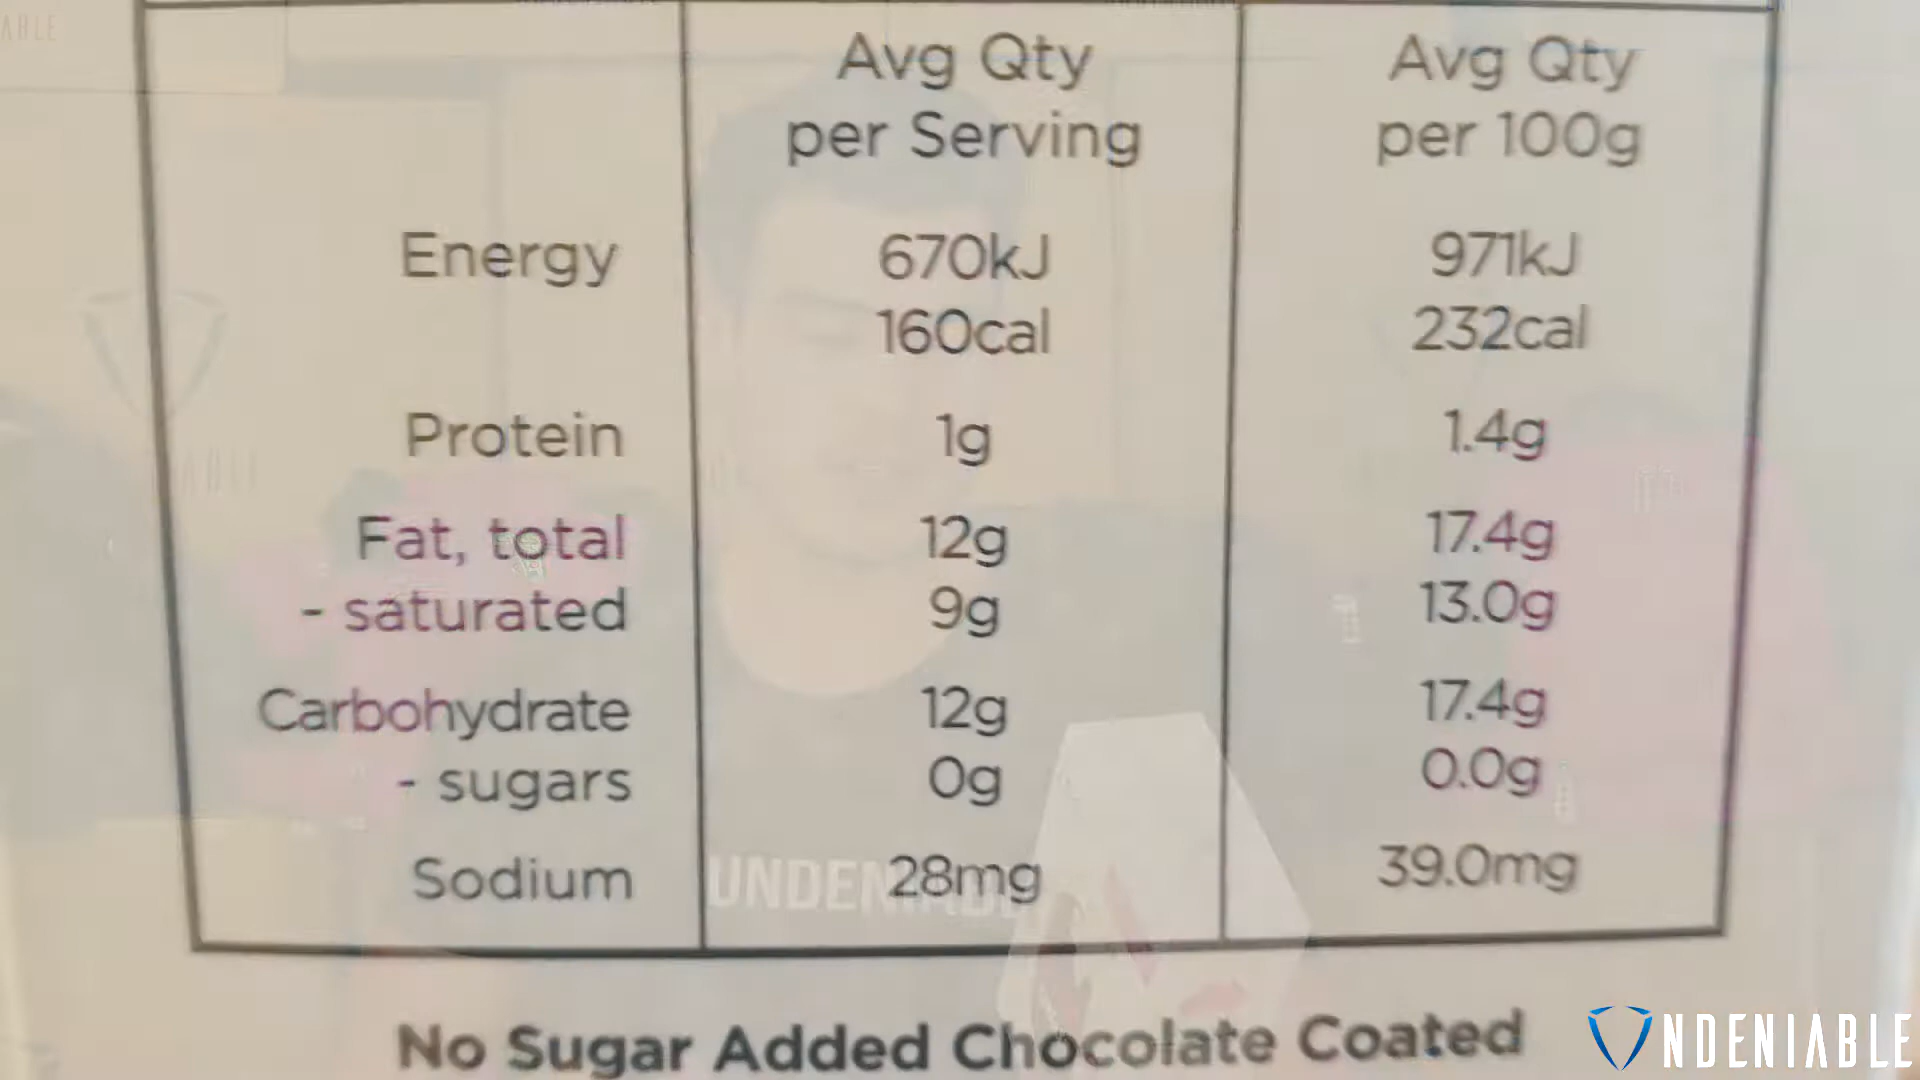 Avg Qty per Serving Avg Qty per 100g
Energy 670kJ 971kJ
160cal 232cal
Protein 1g 1.4g
Fat, total 12g 17.4g
- saturated 9g 13.0g
Carbohydrate 12g 17.4g
- sugars 0g 0.0g
Sodium 28mg 39.0mg
No Sugar Added Chocolate Coated
NDENIABLE